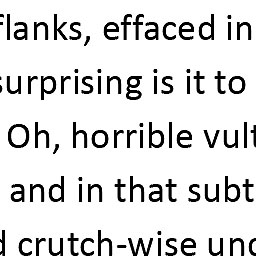 flanks, effaced in
surprising is it to
Oh, horrible vult
and in that subt
d crutch-wise und